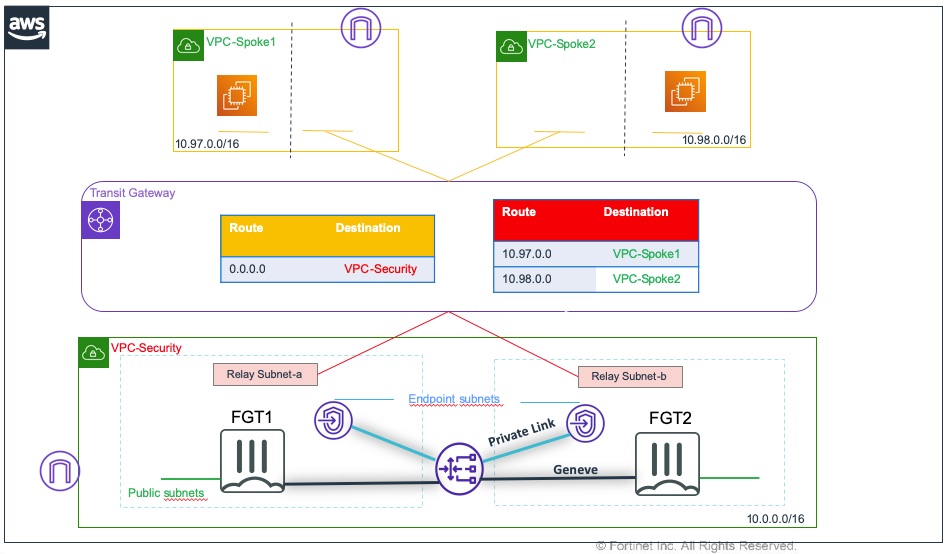 aws
VPC-Spoke1
10.97.0.0/16
VPC-Spoke2
10.98.0.0/16
Transit Gateway
Route Destination
0.0.0.0 VPC-Security
Route Destination
10.97.0.0 VPC-Spoke1
10.98.0.0 VPC-Spoke2
VPC-Security
Relay Subnet-a
Relay Subnet-b
Endpoint subnets
FGT1
FGT2
Private Link
Geneve
Public subnets
10.0.0.0/16
© Fortinet Inc. All Rights Reserved.